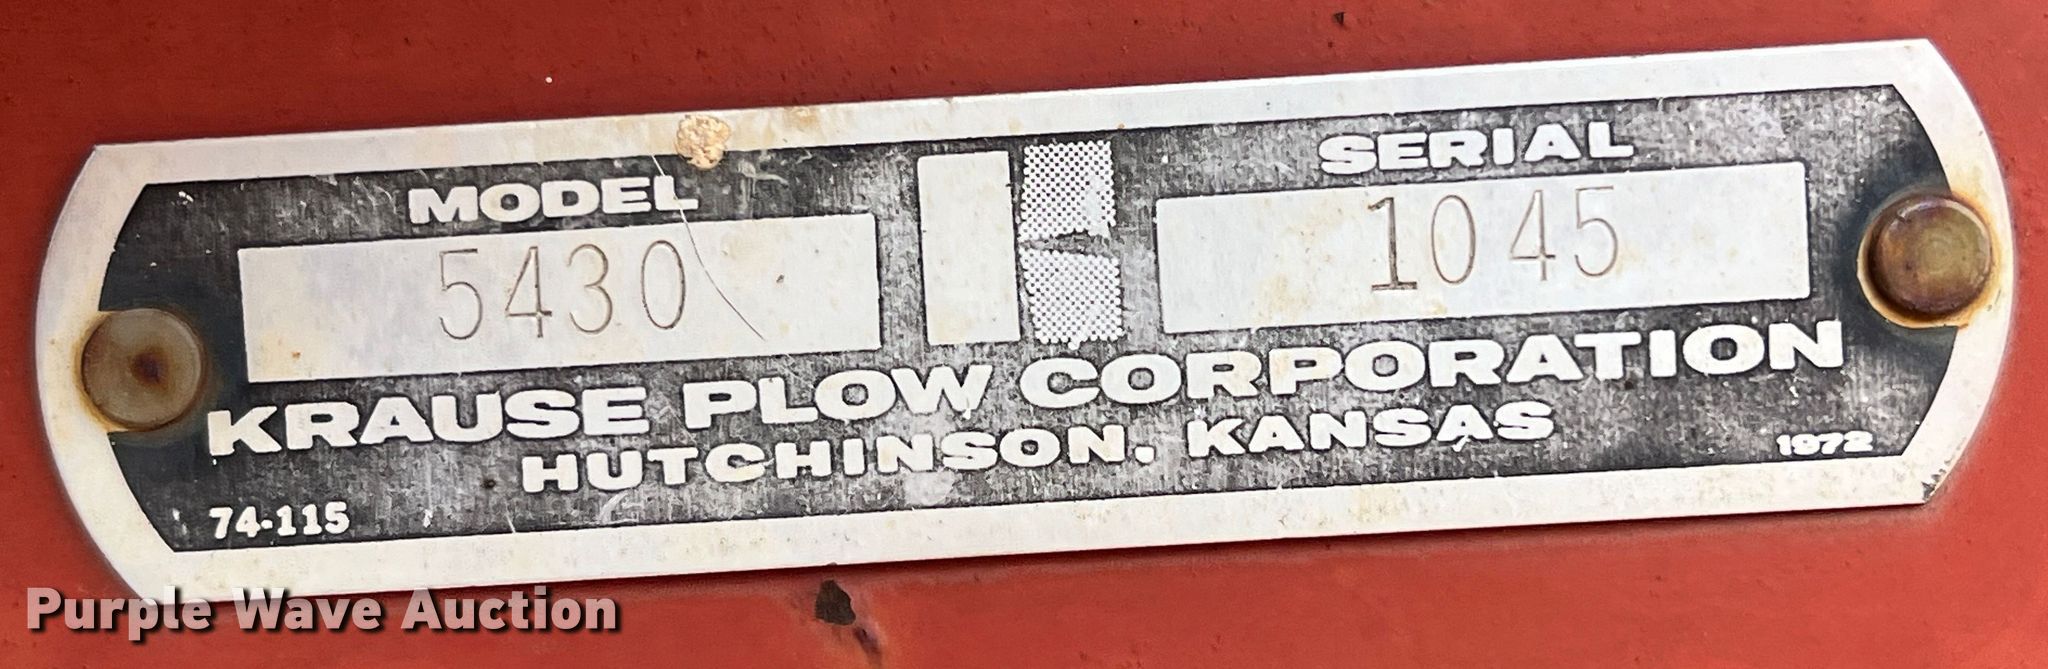 MODEL
5430
SERIAL
1045
KRAUSE PLOW CORPORATION
HUTCHINSON, KANSAS
74-115
1972
Purple Wave Auction